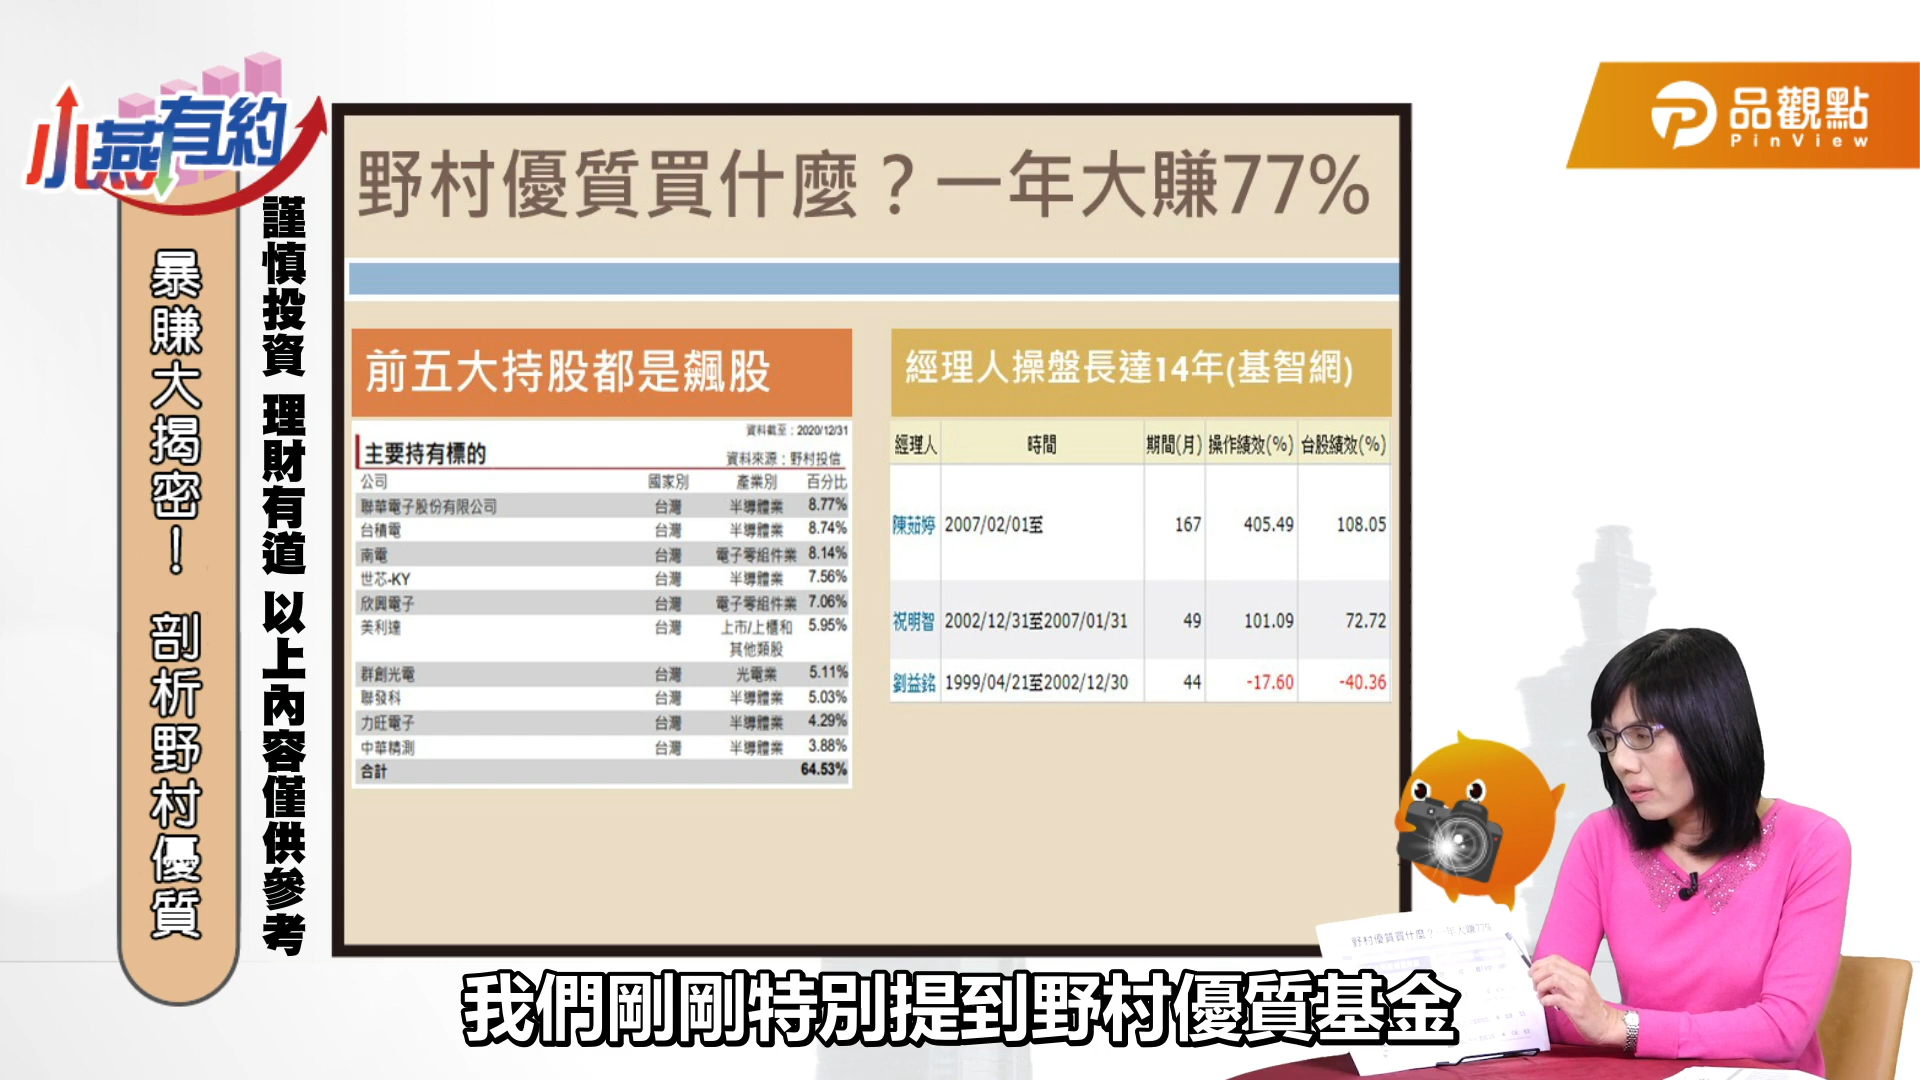 小燕有約
品觀點
PinView
謹慎投資 理財有道 以上內容僅供參考
暴賺大揭密! 剖析野村優質
野村優質買什麼?一年大賺77%
前五大持股都是飆股
資料截至:2020/12/31
主要持有標的
資料來源:野村投信
公司 國家別 產業別 百分比
聯華電子股份有限公司 台灣 半導體業 8.77%
台積電 台灣 半導體業 8.74%
南電 台灣 電子零組件業 8.14%
世芯-KY 台灣 半導體業 7.56%
欣興電子 台灣 電子零組件業 7.06%
美利達 台灣 上市/上櫃和 5.95%
其他類股
群創光電 台灣 光電業 5.11%
聯發科 台灣 半導體業 5.03%
力旺電子 台灣 半導體業 4.29%
中華精測 台灣 半導體業 3.88%
合計 64.53%
經理人操盤長達14年(基智網)
經理人 時間 期間(月) 操作績效(%) 台股績效(%)
陳茹婷 2007/02/01至 167 405.49 108.05
祝明智 2002/12/31至2007/01/31 49 101.09 72.72
劉益銘 1999/04/21至2002/12/30 44 -17.60 -40.36
野村優質買什麼?一年大賺77%
我們剛剛特別提到野村優質基金